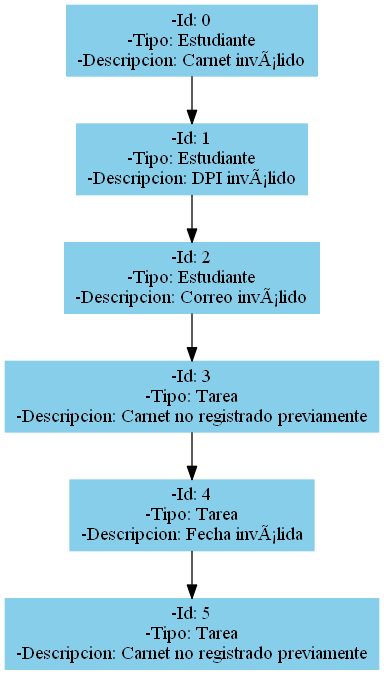 -Id: 0
-Tipo: Estudiante
-Descripcion: Carnet invÃ¡lido
-Id: 1
-Tipo: Estudiante
-Descripcion: DPI invÃ¡lido
-Id: 2
-Tipo: Estudiante
-Descripcion: Correo invÃ¡lido
-Id: 3
-Tipo: Tarea
-Descripcion: Carnet no registrado previamente
-Id: 4
-Tipo: Tarea
-Descripcion: Fecha invÃ¡lida
-Id: 5
-Tipo: Tarea
-Descripcion: Carnet no registrado previamente